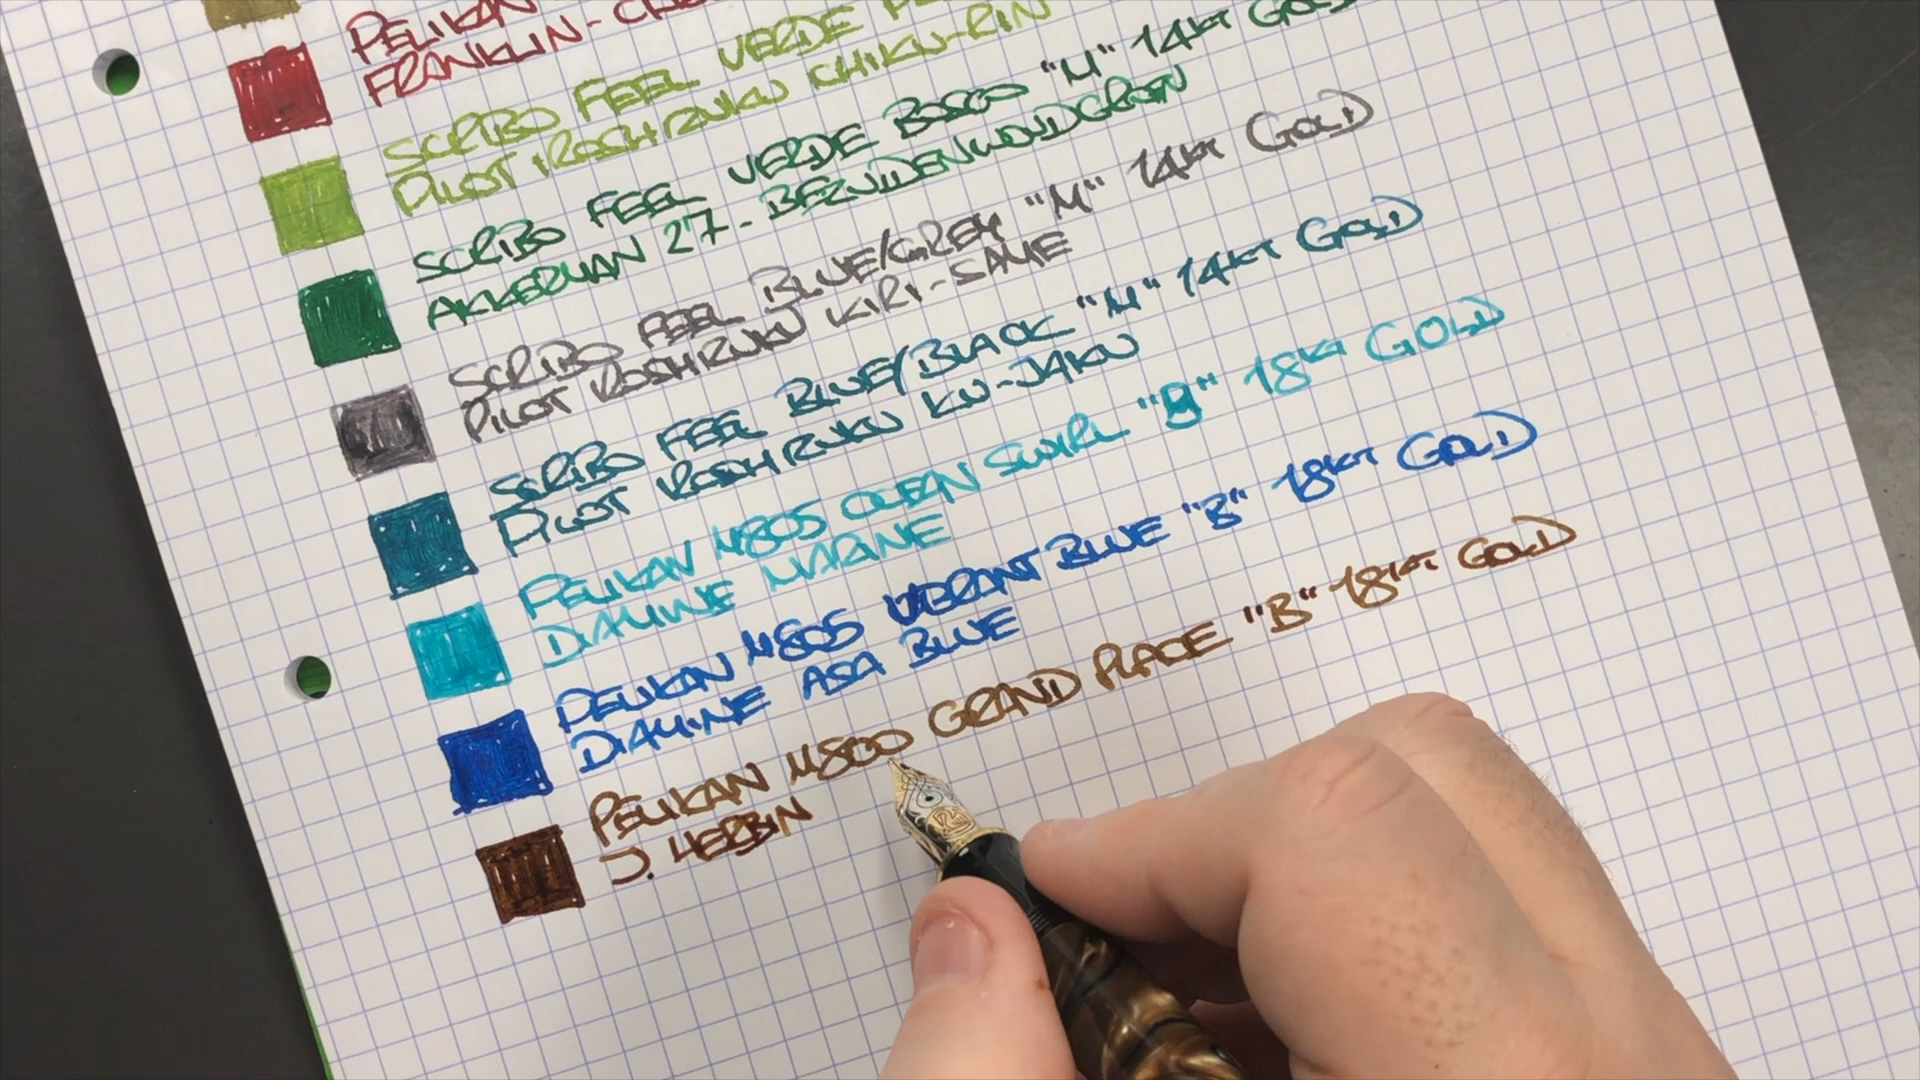 PELIKAN
FRANKLIN-
SCRIBO FEEL VERDE
PILOT IROSHIZUKU CHIKU-RIN
SCRIBO FEEL VERDE BOSCO "M" 14KT GOLD
AKKERMAN 27 - BEZUIDENWOUDGROEN
SCRIBO FEEL BLUE/GREY "M" 14KT GOLD
PILOT IROSHIZUKU KIRI-SAME
SCRIBO FEEL BLUE/BLACK "M" 14KT GOLD
PILOT IROSHIZUKU KU-JAKU
PELIKAN M805 OCEAN SWIRL "B" 18KT GOLD
DIAMINE MARINE
PELIKAN M805 VIBRANT BLUE "B" 18KT GOLD
DIAMINE ASA BLUE
PELIKAN M800 GRAND PLACE "B" 18KT GOLD
J. HERBIN